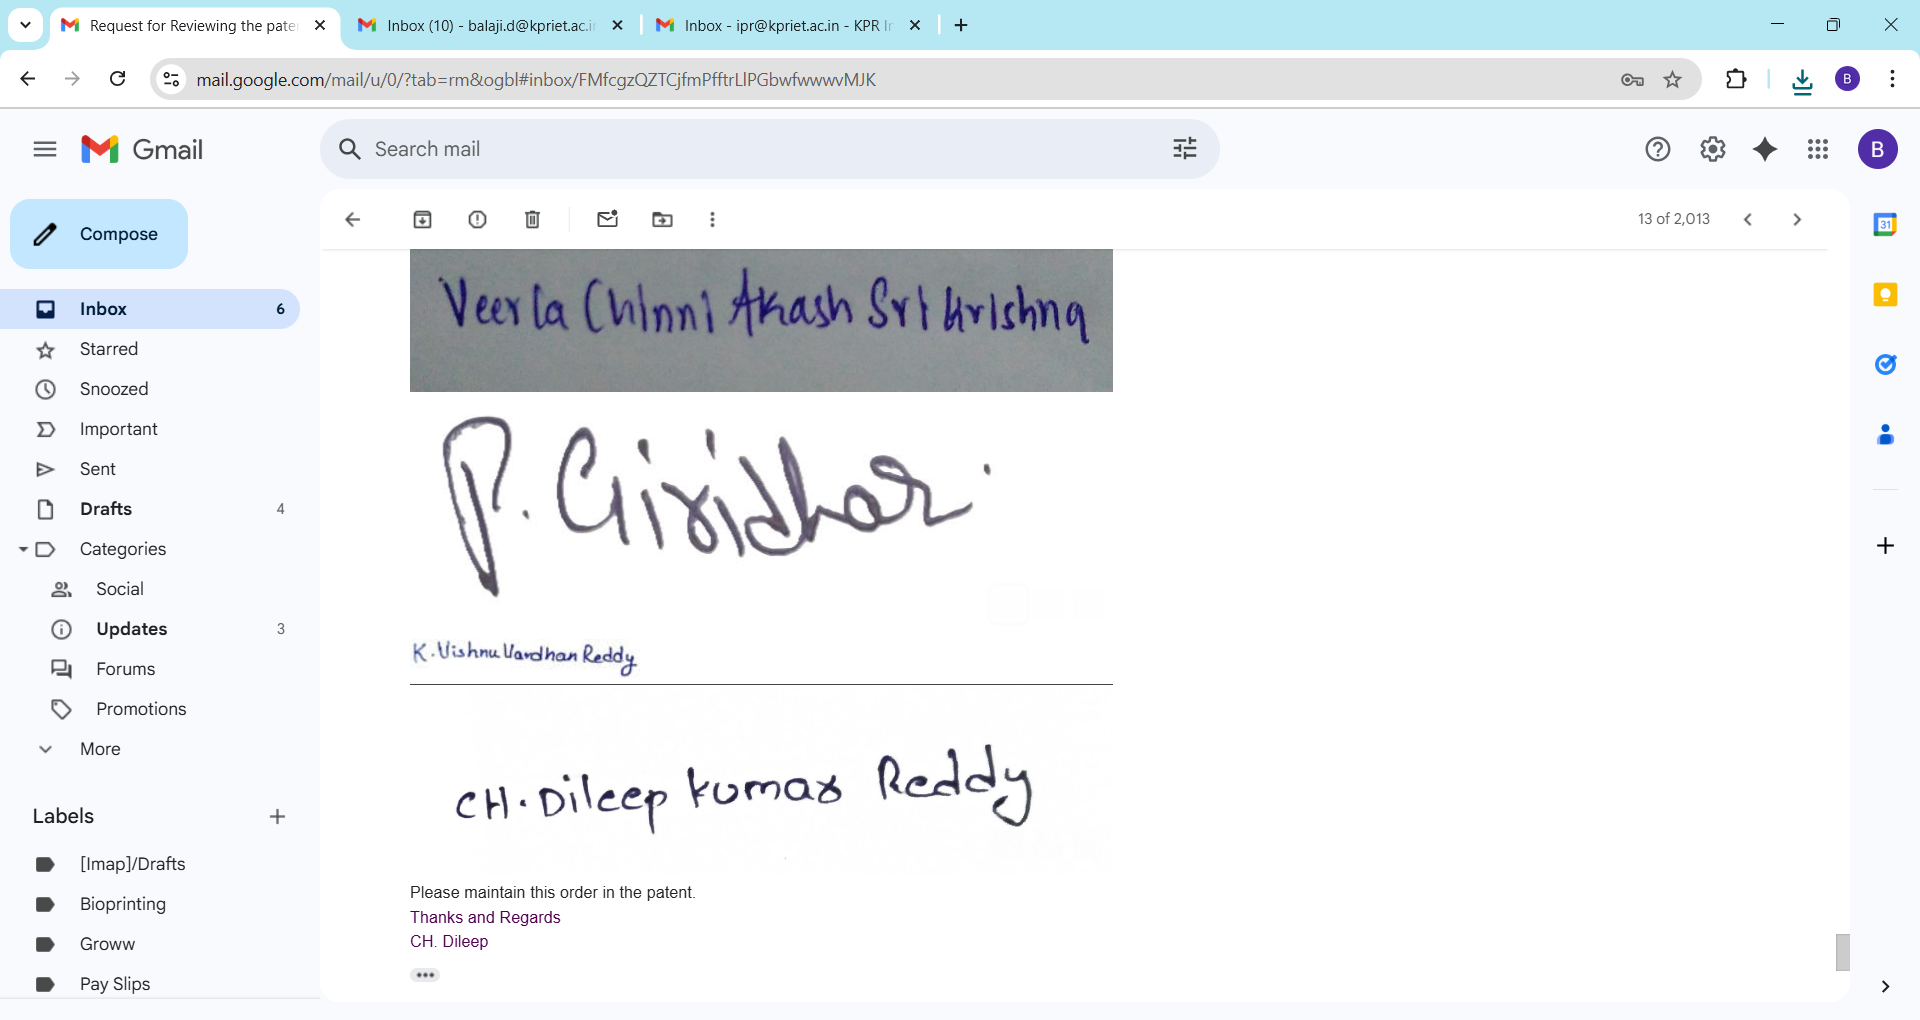 Request for Reviewing the pate
Inbox (10) - balaji.d@kpriet.ac.i
Inbox - ipr@kpriet.ac.in - KPR I
mail.google.com/mail/u/0/?tab=rm&ogbl#inbox/FMfcgzQZTCjfmPfftrLlPGbwfwwwvMJK
B
Gmail
Search mail
B
Compose
13 of 2,013
31
Inbox 6
Starred
Snoozed
Important
Sent
Drafts 4
Categories
Social
Updates 3
Forums
Promotions
More
Labels
[Imap]/Drafts
Bioprinting
Groww
Pay Slips
Veerla Chinni Akash Sri Krishna
P. Giridhar.
K. Vishnu Vardhan Reddy
CH. Dileep kumar Reddy
Please maintain this order in the patent.
Thanks and Regards
CH. Dileep